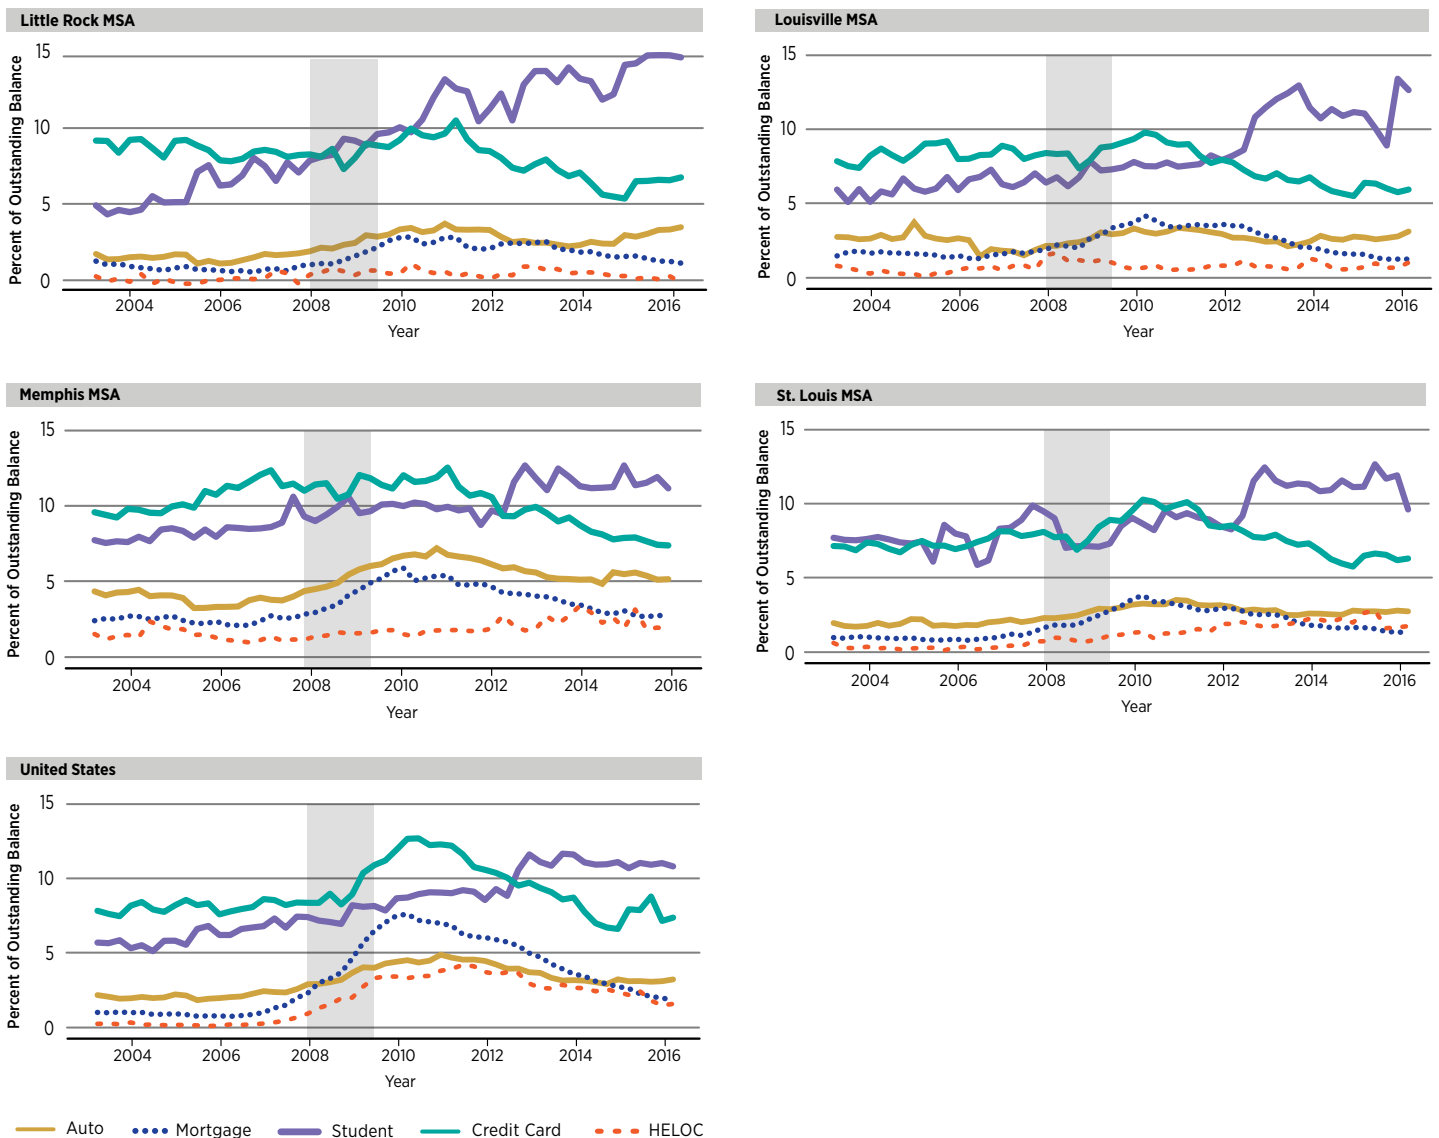 Little Rock MSA
Percent of Outstanding Balance
15
10
5
0
2004 2006 2008 2010 2012 2014 2016
Year
Louisville MSA
Percent of Outstanding Balance
15
10
5
0
2004 2006 2008 2010 2012 2014 2016
Year
Memphis MSA
Percent of Outstanding Balance
15
10
5
0
2004 2006 2008 2010 2012 2014 2016
Year
St. Louis MSA
Percent of Outstanding Balance
15
10
5
0
2004 2006 2008 2010 2012 2014 2016
Year
United States
Percent of Outstanding Balance
15
10
5
0
2004 2006 2008 2010 2012 2014 2016
Year
Auto Mortgage Student Credit Card HELOC